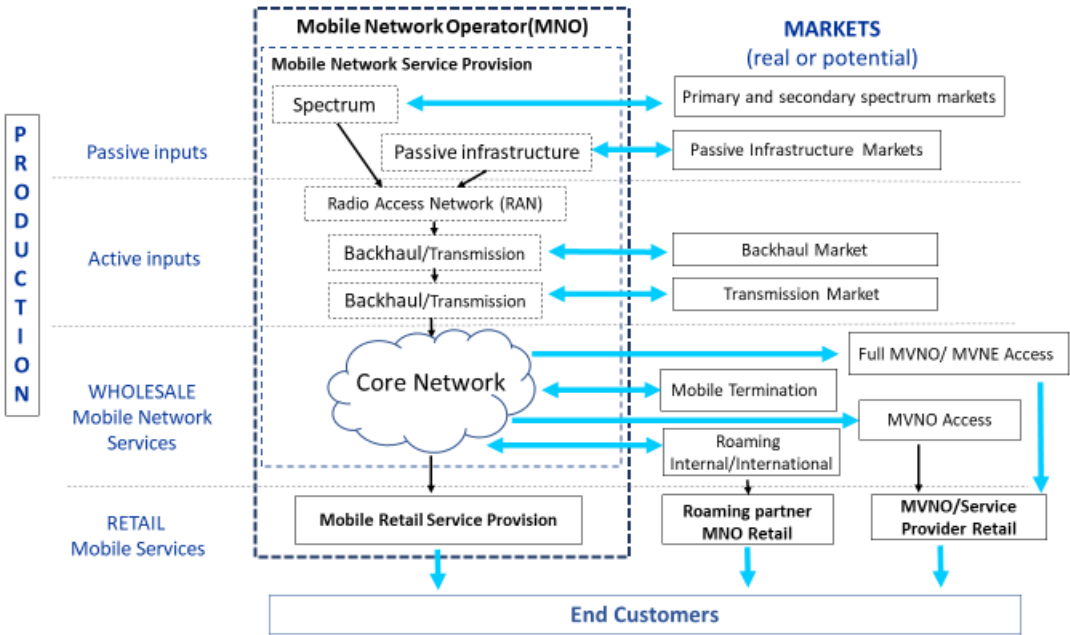 Mobile Network Operator(MNO)
MARKETS
(real or potential)
Mobile Network Service Provision
PRODUCTION
Passive inputs
Spectrum
Primary and secondary spectrum markets
Passive infrastructure
Passive Infrastructure Markets
Active inputs
Radio Access Network (RAN)
Backhaul/Transmission
Backhaul Market
Backhaul/Transmission
Transmission Market
WHOLESALE
Mobile Network
Services
Core Network
Full MVNO/ MVNE Access
Mobile Termination
MVNO Access
Roaming
Internal/International
RETAIL
Mobile Services
Mobile Retail Service Provision
Roaming partner
MNO Retail
MVNO/Service
Provider Retail
End Customers